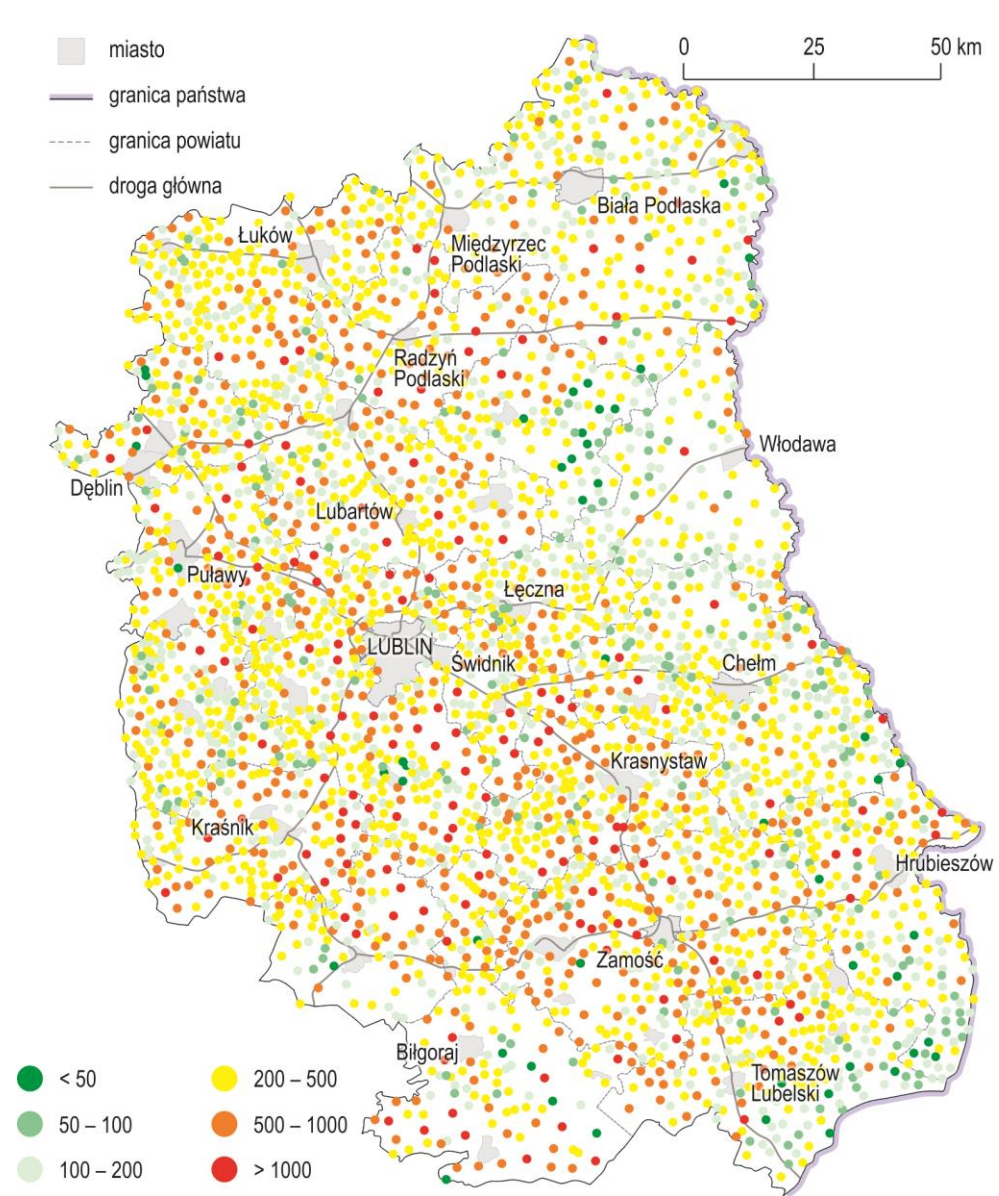 miasto
granica państwa
granica powiatu
droga główna
0 25 50 km
Biała Podlaska
Łuków
Międzyrzec
Podlaski
Radzyń
Podlaski
Włodawa
Dęblin
Lubartów
Puławy
Łęczna
LUBLIN
Świdnik
Chełm
Krasnystaw
Kraśnik
Hrubieszów
Zamość
Biłgoraj
Tomaszów
Lubelski
< 50
50 – 100
100 – 200
200 – 500
500 – 1000
> 1000